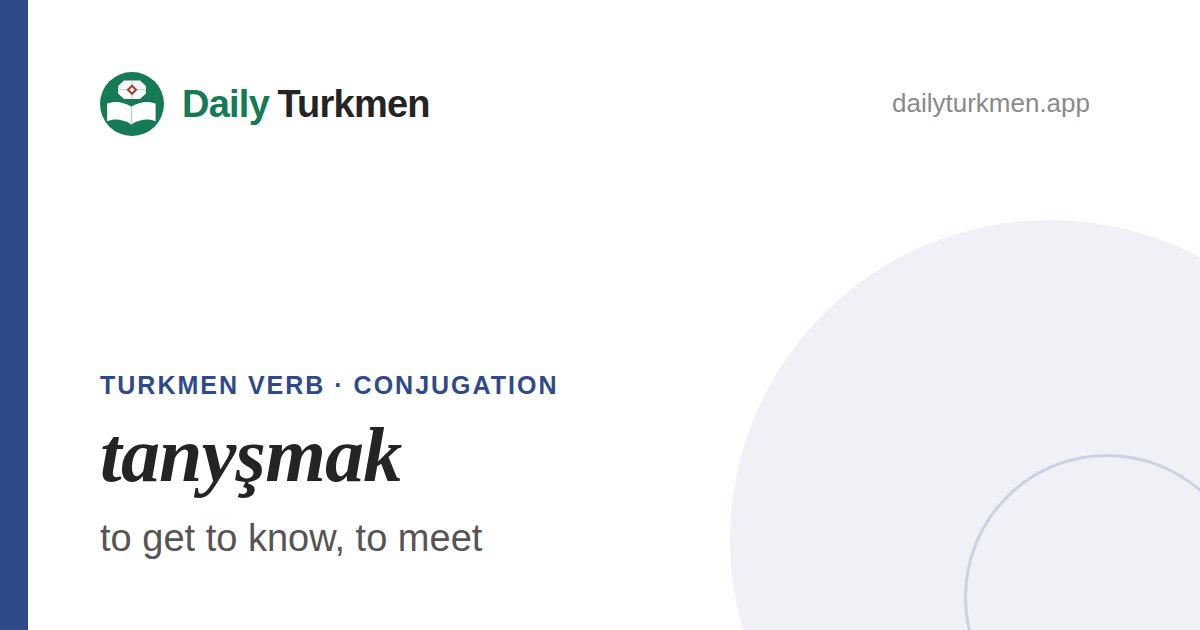 Daily Turkmen
dailyturkmen.app
TURKMEN VERB · CONJUGATION
tanyşmak
to get to know, to meet